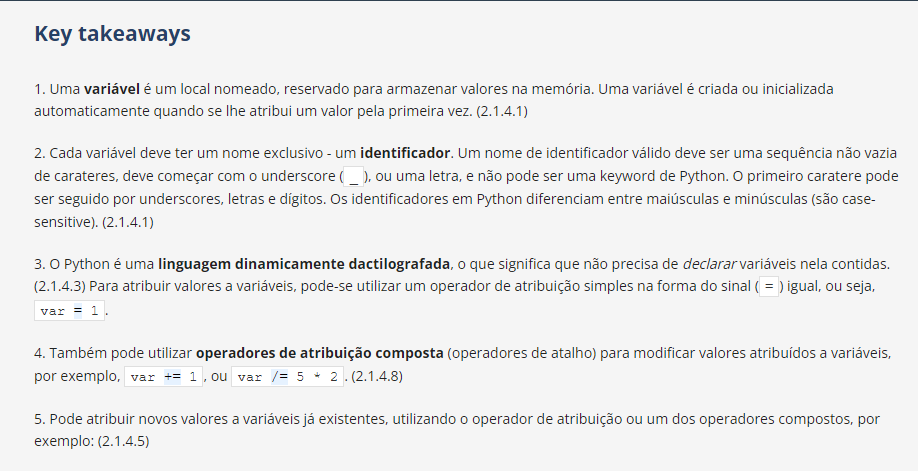 Key takeaways
1. Uma variável é um local nomeado, reservado para armazenar valores na memória. Uma variável é criada ou inicializada
automaticamente quando se lhe atribui um valor pela primeira vez. (2.1.4.1)
2. Cada variável deve ter um nome exclusivo - um identificador. Um nome de identificador válido deve ser uma sequência não vazia
de carateres, deve começar com o underscore ( _ ), ou uma letra, e não pode ser uma keyword de Python. O primeiro caratere pode
ser seguido por underscores, letras e dígitos. Os identificadores em Python diferenciam entre maiúsculas e minúsculas (são case-
sensitive). (2.1.4.1)
3. O Python é uma linguagem dinamicamente dactilografada, o que significa que não precisa de declarar variáveis nela contidas.
(2.1.4.3) Para atribuir valores a variáveis, pode-se utilizar um operador de atribuição simples na forma do sinal ( = ) igual, ou seja,
var = 1 .
4. Também pode utilizar operadores de atribuição composta (operadores de atalho) para modificar valores atribuídos a variáveis,
por exemplo, var += 1 , ou var /= 5 * 2 . (2.1.4.8)
5. Pode atribuir novos valores a variáveis já existentes, utilizando o operador de atribuição ou um dos operadores compostos, por
exemplo: (2.1.4.5)